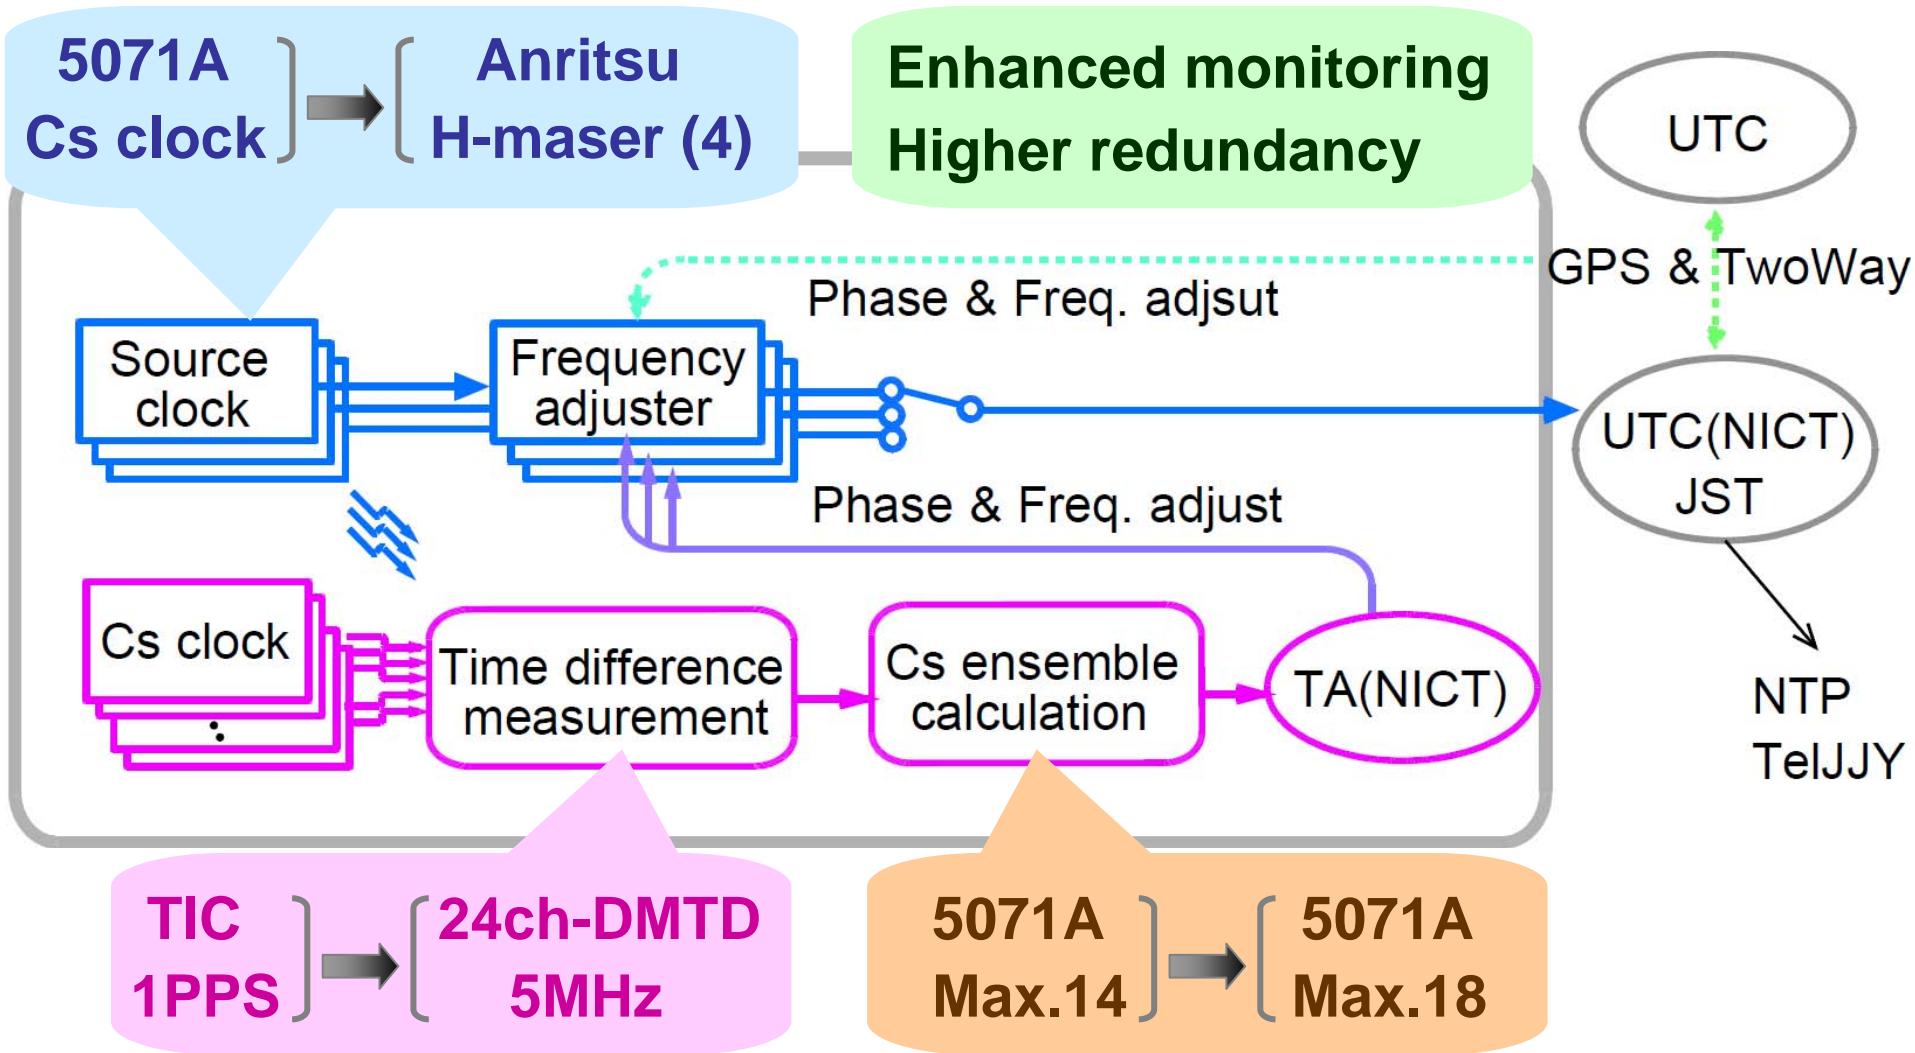 5071A
Cs clock
Anritsu
H-maser (4)
Enhanced monitoring
Higher redundancy
UTC
GPS & TwoWay
Phase & Freq. adjsut
Source
clock
Frequency
adjuster
UTC(NICT)
JST
Phase & Freq. adjust
Cs clock
Time difference
measurement
Cs ensemble
calculation
TA(NICT)
NTP
TelJJY
TIC
1PPS
24ch-DMTD
5MHz
5071A
Max.14
5071A
Max.18